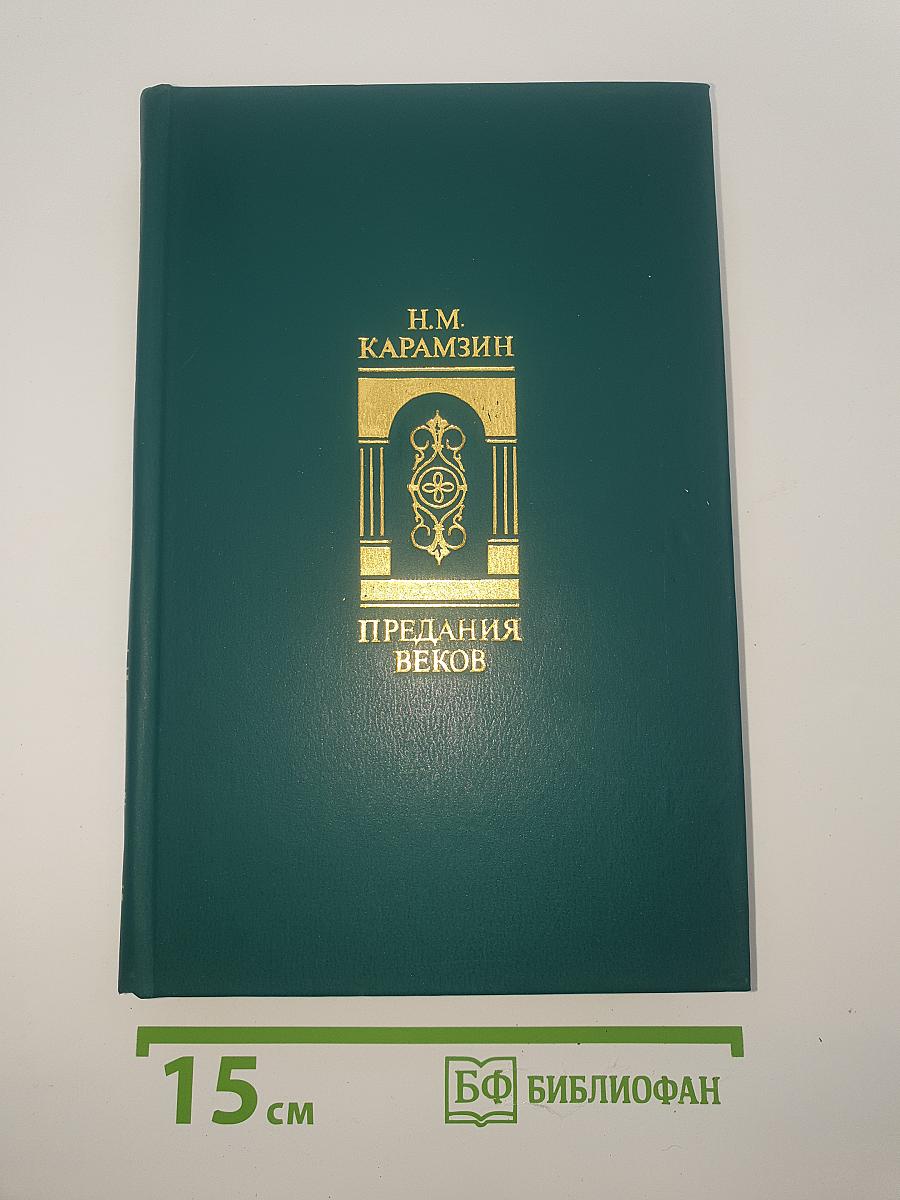 Н.М.
КАРАМЗИН
ПРЕДАНИЯ
ВЕКОВ
15 см
БФ БИБЛИОФАН